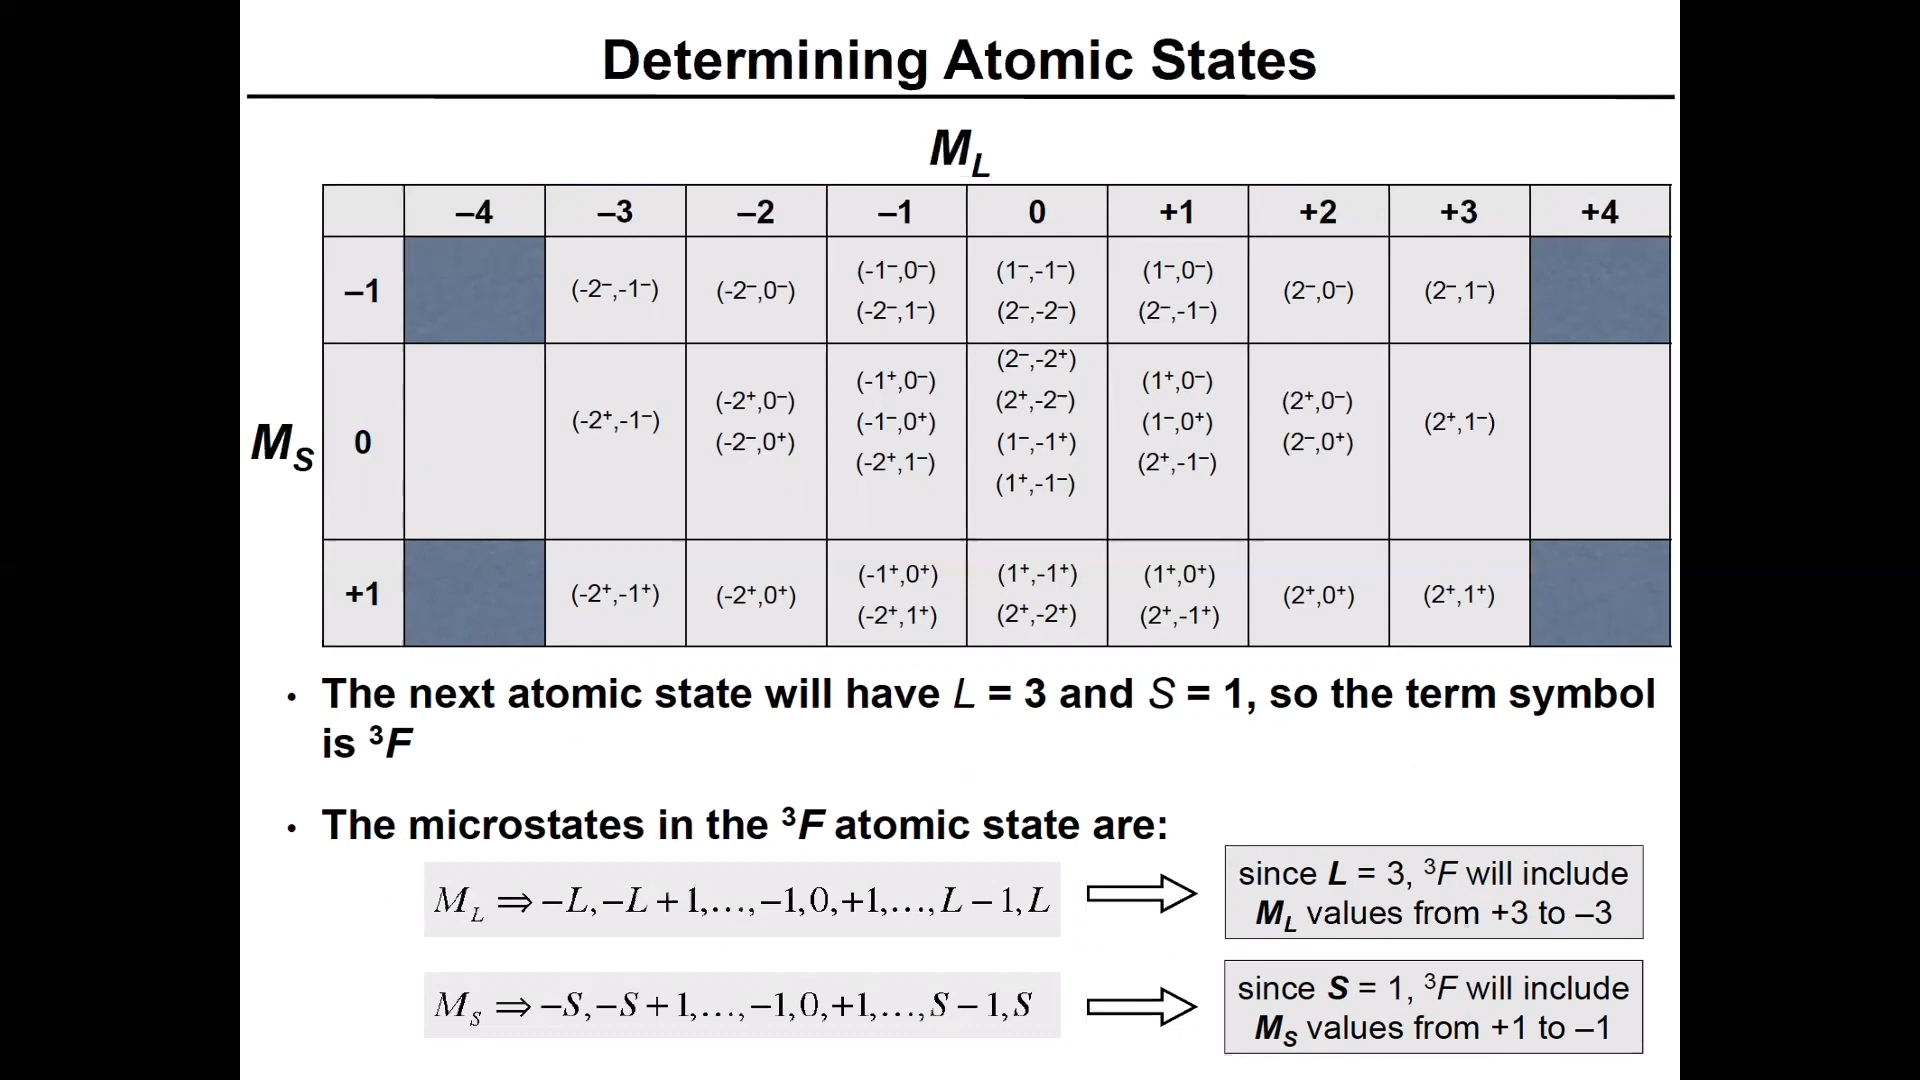 Determining Atomic States
M_L
–4 –3 –2 –1 0 +1 +2 +3 +4
–1 (-2⁻,-1⁻) (-2⁻,0⁻) (-1⁻,0⁻) (1⁻,-1⁻) (1⁻,0⁻) (2⁻,0⁻) (2⁻,1⁻)
(-2⁻,1⁻) (2⁻,-2⁻) (2⁻,-1⁻)
(2⁻,-2⁺)
(-1⁺,0⁻) (1⁺,0⁻)
(-2⁺,0⁻) (2⁺,-2⁻) (2⁺,0⁻)
(-2⁺,-1⁻) (-1⁻,0⁺) (1⁻,0⁺) (2⁺,1⁻)
M_S 0 (-2⁻,0⁺) (1⁻,-1⁺) (2⁻,0⁺)
(-2⁺,1⁻) (2⁺,-1⁻)
(1⁺,-1⁻)
+1 (-2⁺,-1⁺) (-2⁺,0⁺) (-1⁺,0⁺) (1⁺,-1⁺) (1⁺,0⁺) (2⁺,0⁺) (2⁺,1⁺)
(-2⁺,1⁺) (2⁺,-2⁺) (2⁺,-1⁺)
• The next atomic state will have L = 3 and S = 1, so the term symbol
is ³F
• The microstates in the ³F atomic state are:
M_L ⇒ –L,–L+1,…,–1,0,+1,…,L–1,L
since L = 3, ³F will include
M_L values from +3 to –3
M_S ⇒ –S,–S+1,…,–1,0,+1,…,S–1,S
since S = 1, ³F will include
M_S values from +1 to –1